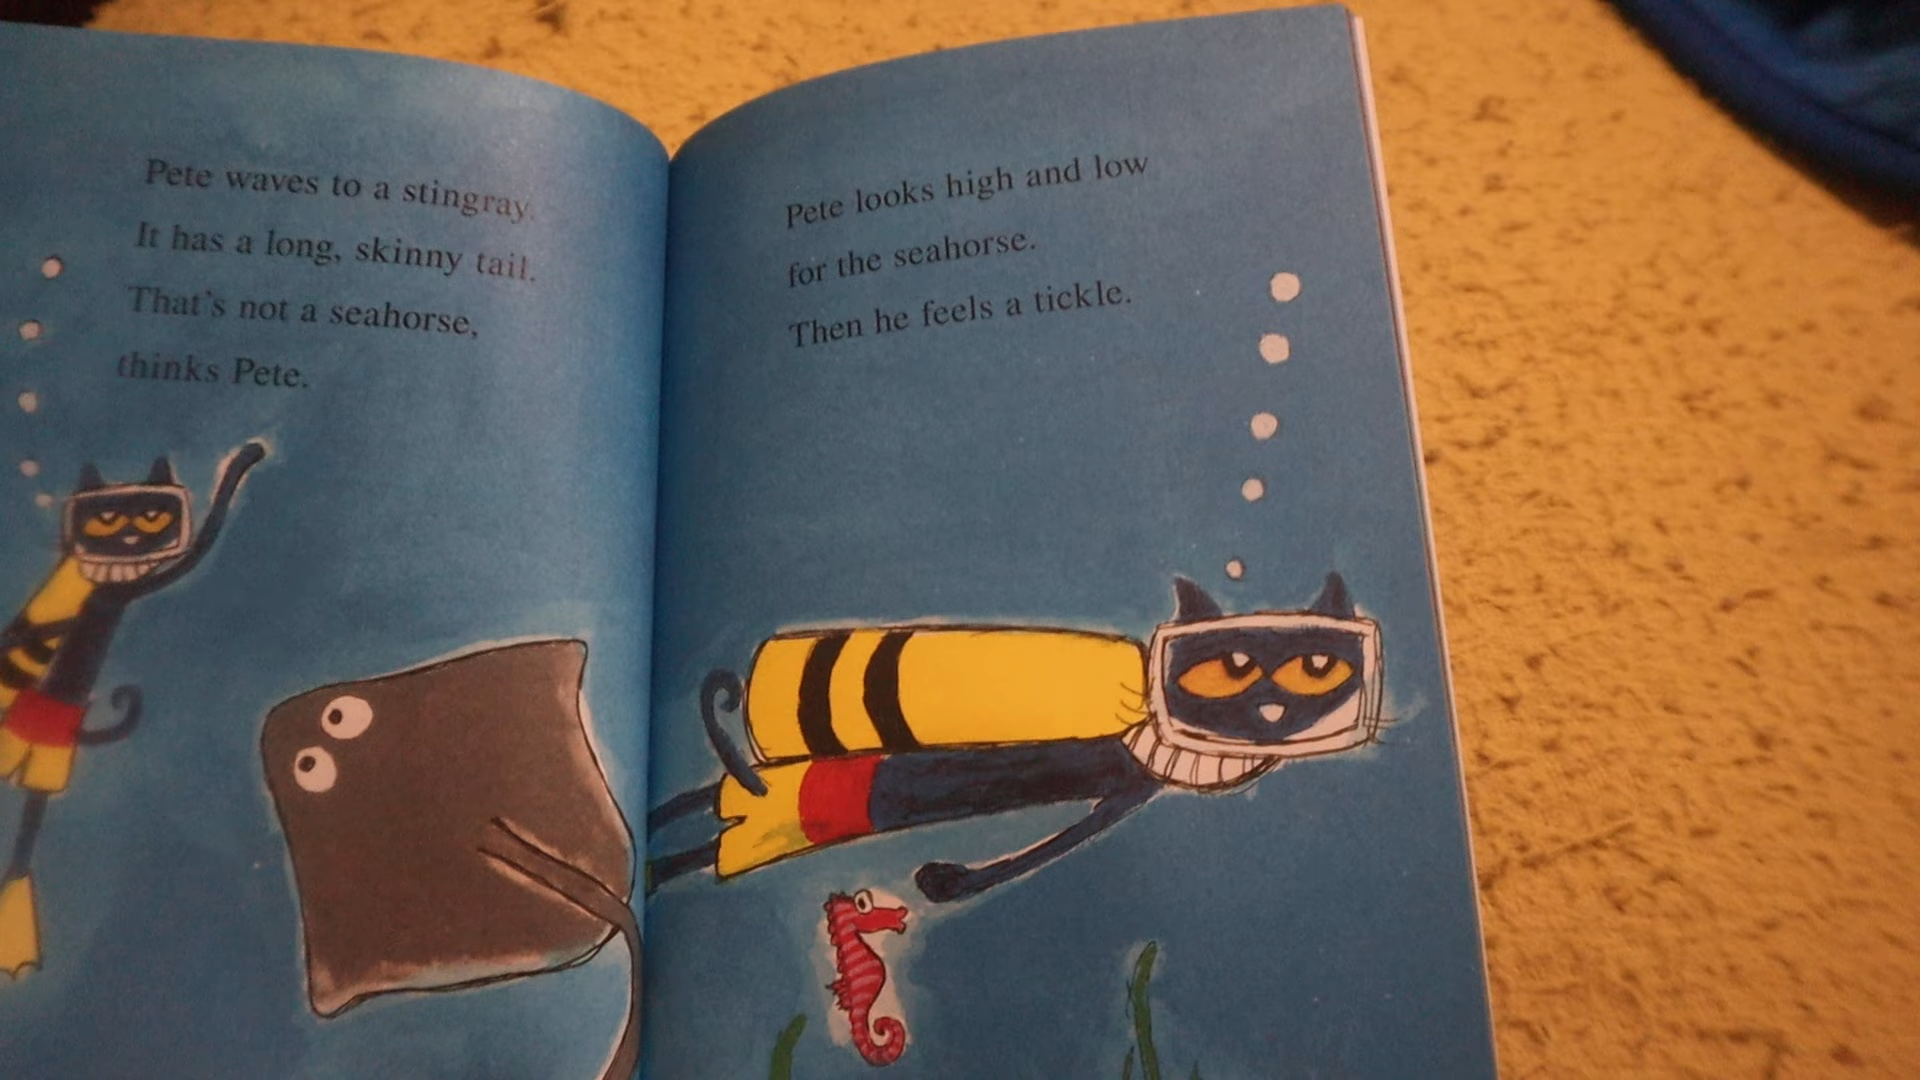 Pete waves to a stingray.
It has a long, skinny tail.
That's not a seahorse,
thinks Pete.
Pete looks high and low
for the seahorse.
Then he feels a tickle.